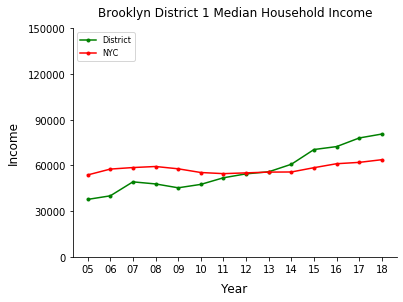 Brooklyn District 1 Median Household Income
150000
120000
90000
60000
30000
0
Income
District
NYC
05 06 07 08 09 10 11 12 13 14 15 16 17 18
Year